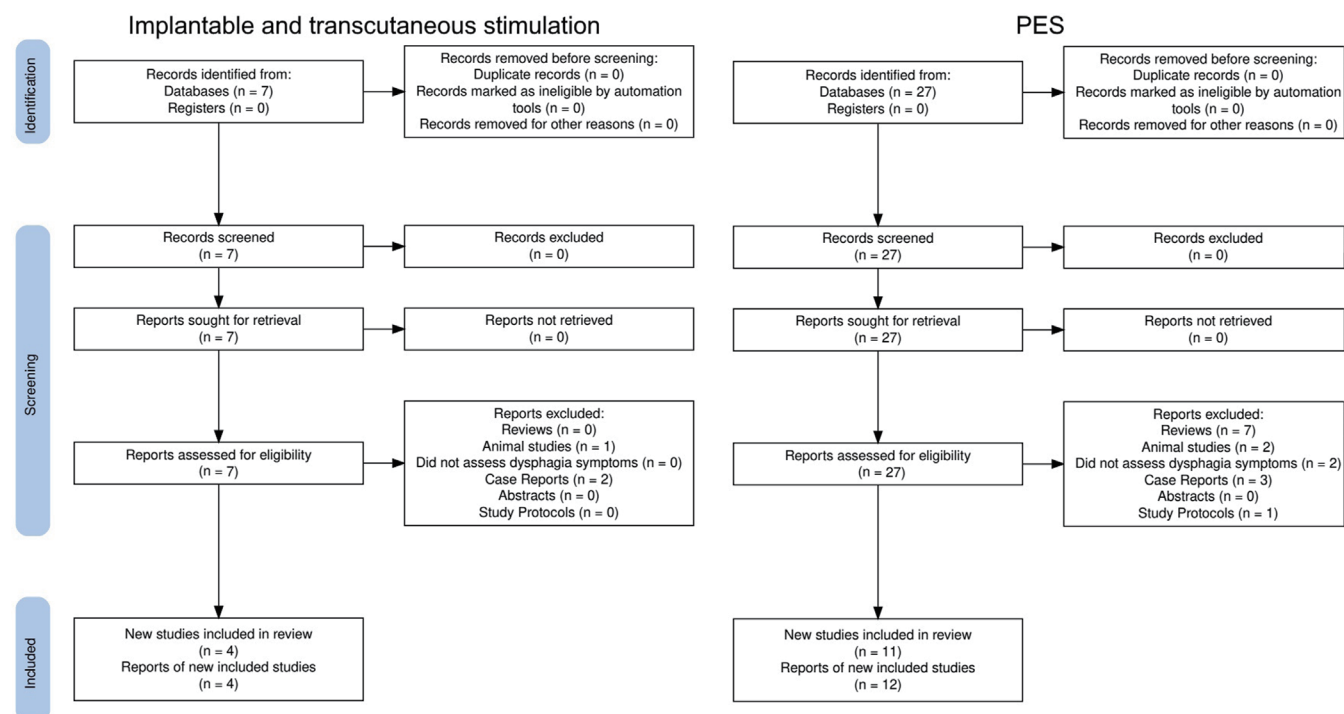 Implantable and transcutaneous stimulation
Identification
Records identified from:
Databases (n = 7)
Registers (n = 0)
Records removed before screening:
Duplicate records (n = 0)
Records marked as ineligible by automation
tools (n = 0)
Records removed for other reasons (n = 0)
Screening
Records screened
(n = 7)
Records excluded
(n = 0)
Reports sought for retrieval
(n = 7)
Reports not retrieved
(n = 0)
Reports assessed for eligibility
(n = 7)
Reports excluded:
Reviews (n = 0)
Animal studies (n = 1)
Did not assess dysphagia symptoms (n = 0)
Case Reports (n = 2)
Abstracts (n = 0)
Study Protocols (n = 0)
Included
New studies included in review
(n = 4)
Reports of new included studies
(n = 4)
PES
Records identified from:
Databases (n = 27)
Registers (n = 0)
Records removed before screening:
Duplicate records (n = 0)
Records marked as ineligible by automation
tools (n = 0)
Records removed for other reasons (n = 0)
Records screened
(n = 27)
Records excluded
(n = 0)
Reports sought for retrieval
(n = 27)
Reports not retrieved
(n = 0)
Reports assessed for eligibility
(n = 27)
Reports excluded:
Reviews (n = 7)
Animal studies (n = 2)
Did not assess dysphagia symptoms (n = 2)
Case Reports (n = 3)
Abstracts (n = 0)
Study Protocols (n = 1)
New studies included in review
(n = 11)
Reports of new included studies
(n = 12)